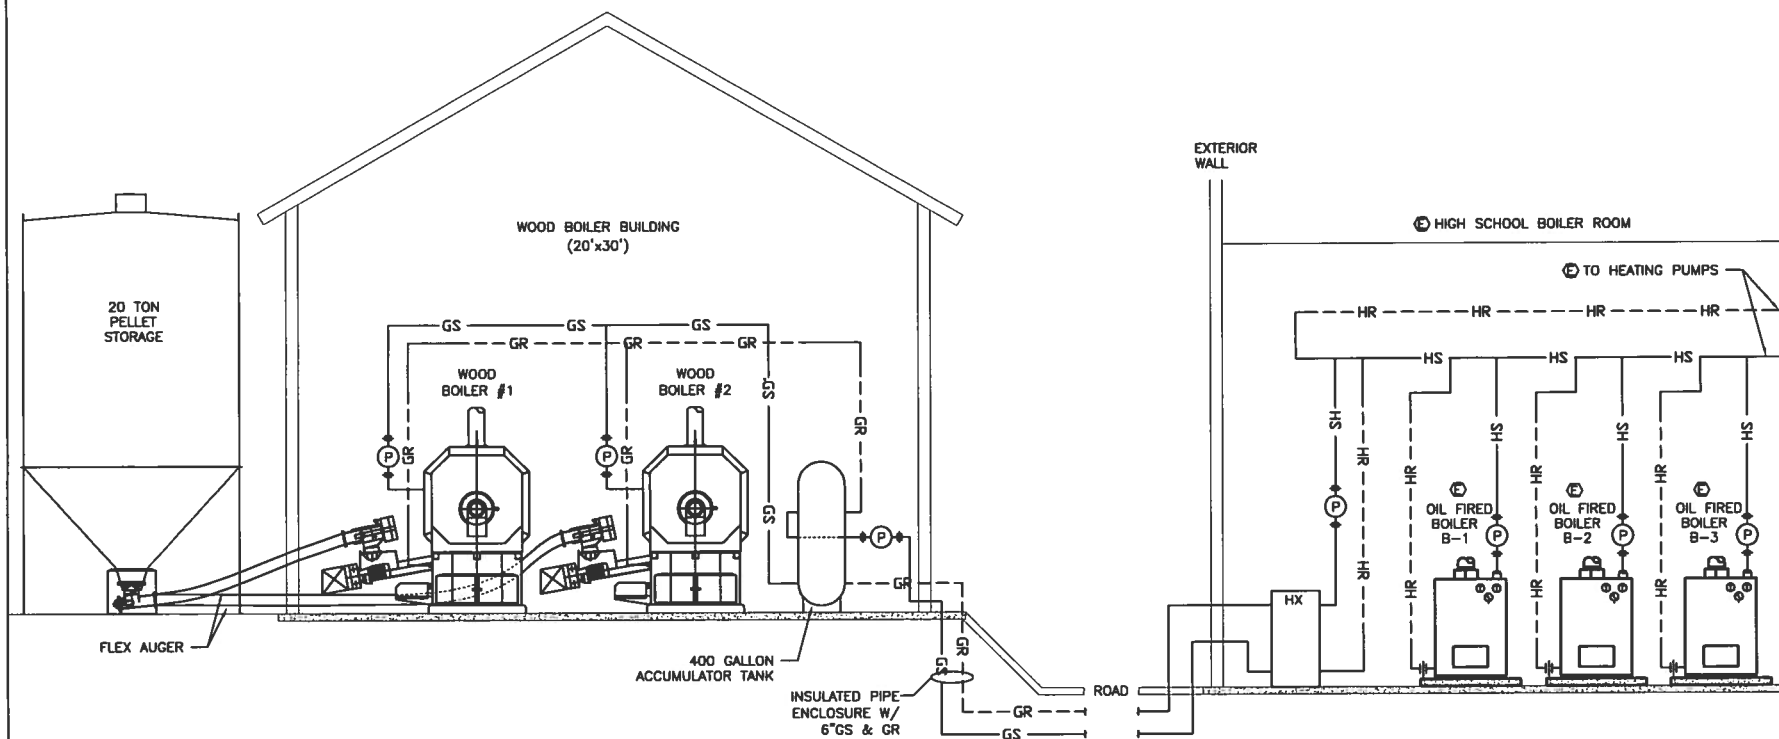 EXTERIOR
WALL
WOOD BOILER BUILDING
(20'x30')
E HIGH SCHOOL BOILER ROOM
E TO HEATING PUMPS
20 TON
PELLET
STORAGE
HR HR HR HR
GS GS GS
GR GR GR
HS HS HS
WOOD
BOILER #1
WOOD
BOILER #2
GS
GR
HS
HR
HR
HS
HR
HS
HR
HS
P
GR
P
GR
P
GS
P
HR
E
OIL FIRED
BOILER
B-1
P
E
OIL FIRED
BOILER
B-2
P
E
OIL FIRED
BOILER
B-3
P
GR
HR
HR
HR
HR
HX
FLEX AUGER
400 GALLON
ACCUMULATOR TANK
GS
GR
INSULATED PIPE
ENCLOSURE W/
6"GS & GR
ROAD
GR
GS